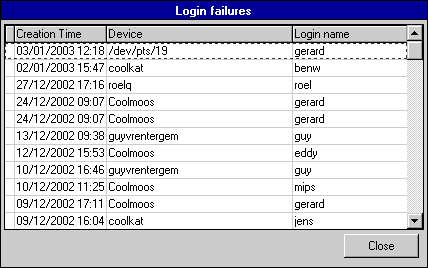 Login failures
Creation Time Device Login name
03/01/2003 12:18 /dev/pts/19 gerard
02/01/2003 15:47 coolkat benw
27/12/2002 17:16 roelq roel
24/12/2002 09:07 Coolmoos gerard
24/12/2002 09:07 Coolmoos gerard
13/12/2002 09:38 guyvrentergem guy
12/12/2002 15:53 Coolmoos eddy
10/12/2002 16:46 guyvrentergem guy
10/12/2002 11:25 Coolmoos mips
09/12/2002 17:11 Coolmoos gerard
09/12/2002 16:04 coolkat jens
Close